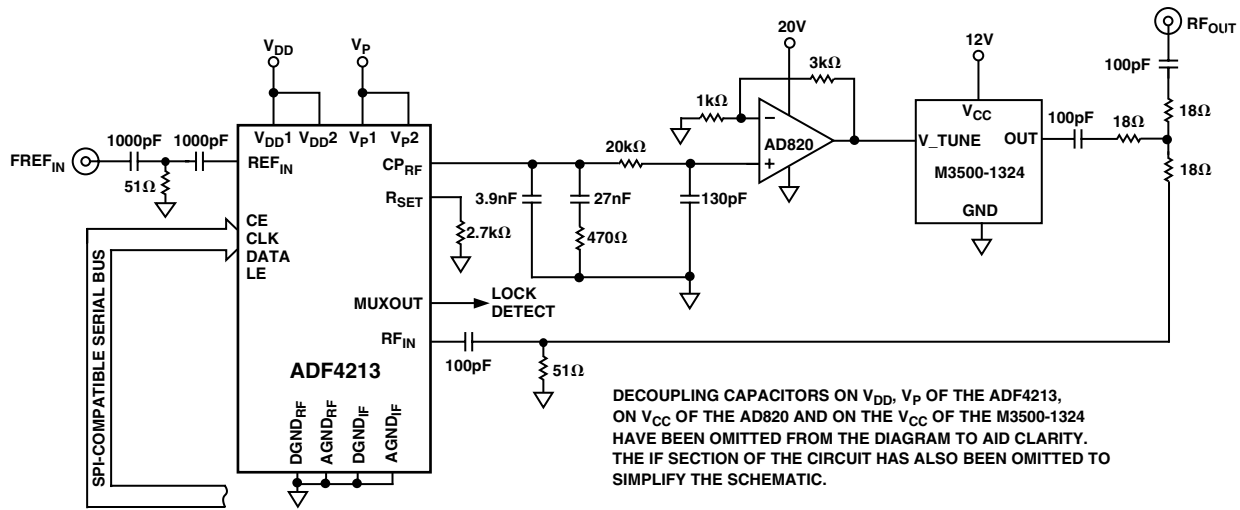 RF_OUT
20V
12V
V_DD
V_P
3kΩ
100pF
1kΩ
18Ω
1000pF 1000pF
V_DD1 V_DD2 V_P1 V_P2
AD820
V_CC
100pF
18Ω
FREF_IN
REF_IN
CP_RF
20kΩ
V_TUNE OUT
M3500-1324
18Ω
51Ω
R_SET
3.9nF
27nF
130pF
GND
2.7kΩ
470Ω
CE
CLK
DATA
LE
SPI-COMPATIBLE SERIAL BUS
MUXOUT
LOCK
DETECT
RF_IN
100pF
51Ω
ADF4213
DGND_RF
AGND_RF
DGND_IF
AGND_IF
DECOUPLING CAPACITORS ON V_DD, V_P OF THE ADF4213,
ON V_CC OF THE AD820 AND ON THE V_CC OF THE M3500-1324
HAVE BEEN OMITTED FROM THE DIAGRAM TO AID CLARITY.
THE IF SECTION OF THE CIRCUIT HAS ALSO BEEN OMITTED TO
SIMPLIFY THE SCHEMATIC.